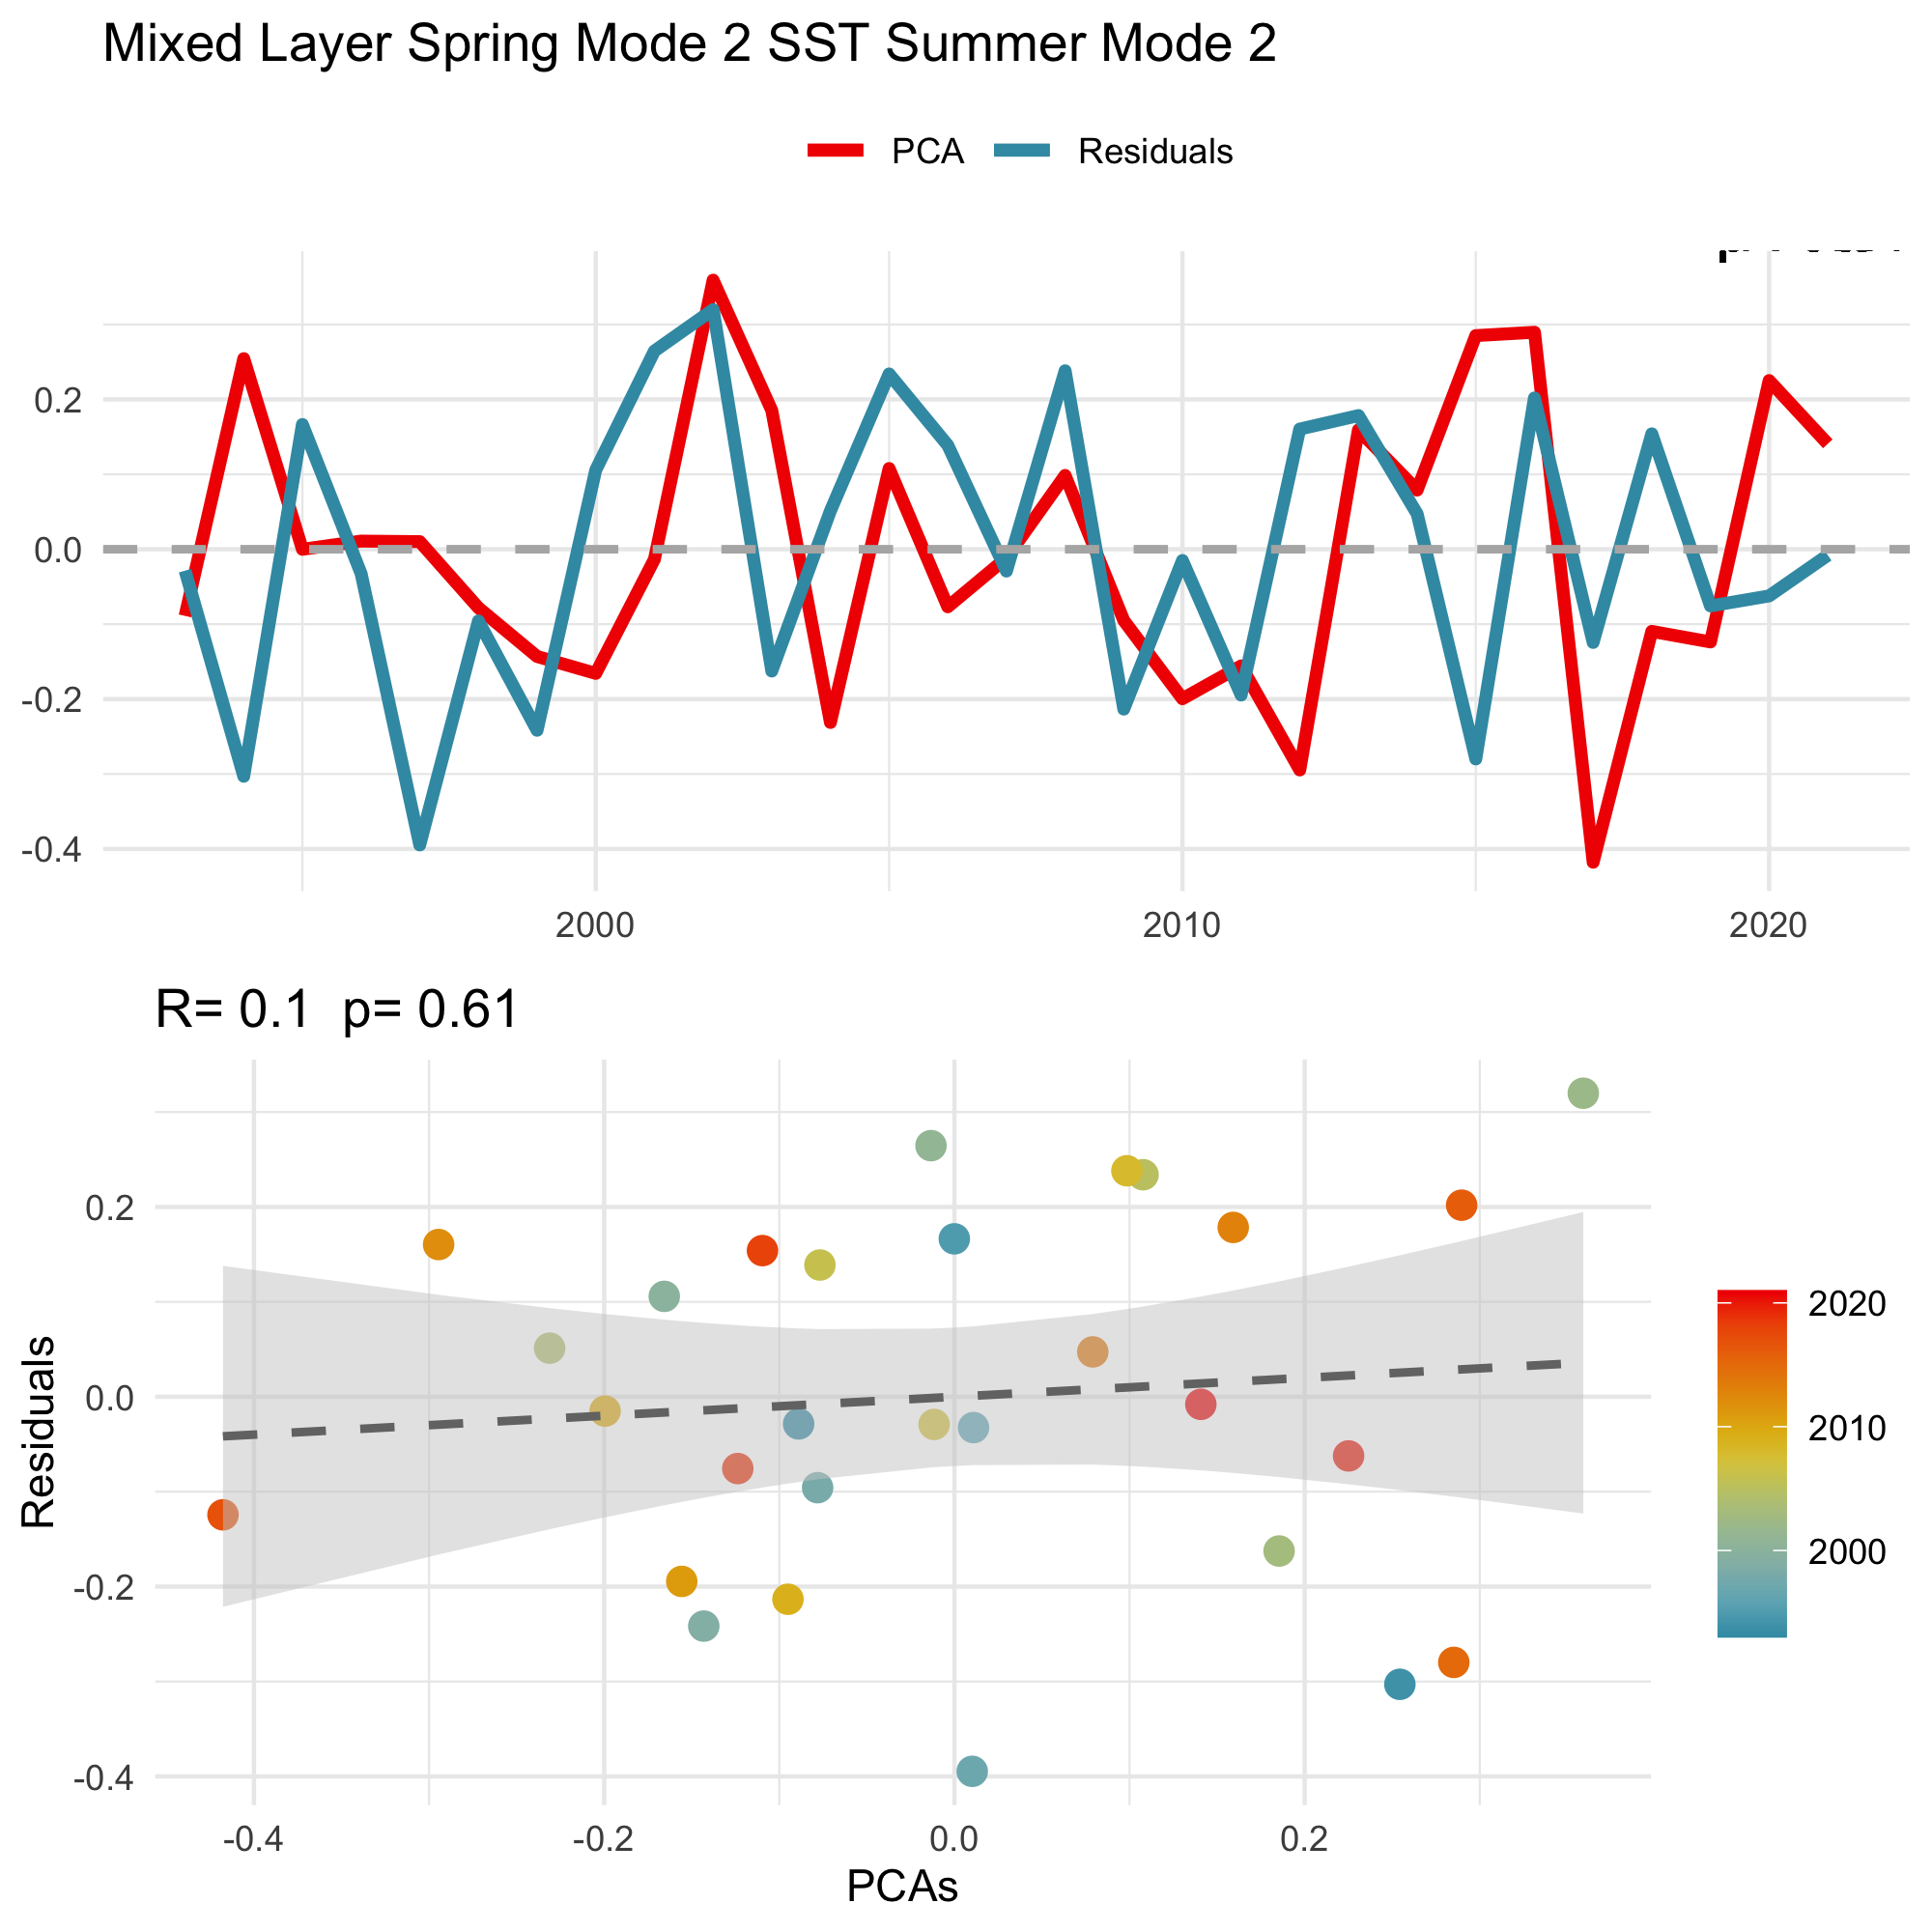 Mixed Layer Spring Mode 2 SST Summer Mode 2
PCA Residuals
0.2
0.0
-0.2
-0.4
2000 2010 2020
R= 0.1 p= 0.61
Residuals
0.2
0.0
-0.2
-0.4
-0.4 -0.2 0.0 0.2
PCAs
2020
2010
2000